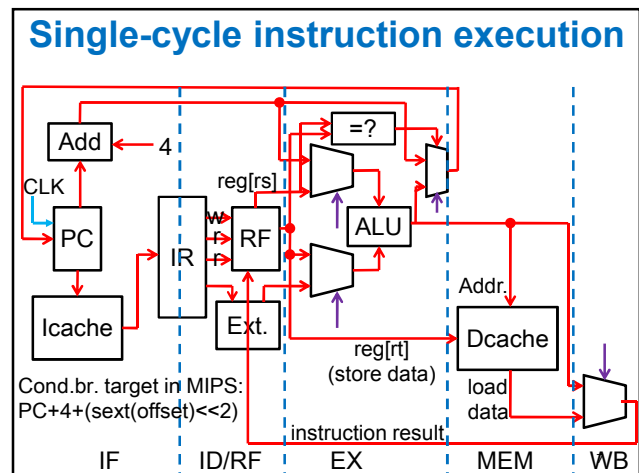 Single-cycle instruction execution
Add
4
=?
CLK
reg[rs]
PC
IR
w
r
r
RF
ALU
Icache
Ext.
Addr.
Dcache
reg[rt]
(store data)
load
data
Cond.br. target in MIPS:
PC+4+(sext(offset)<<2)
instruction result
IF
ID/RF
EX
MEM
WB